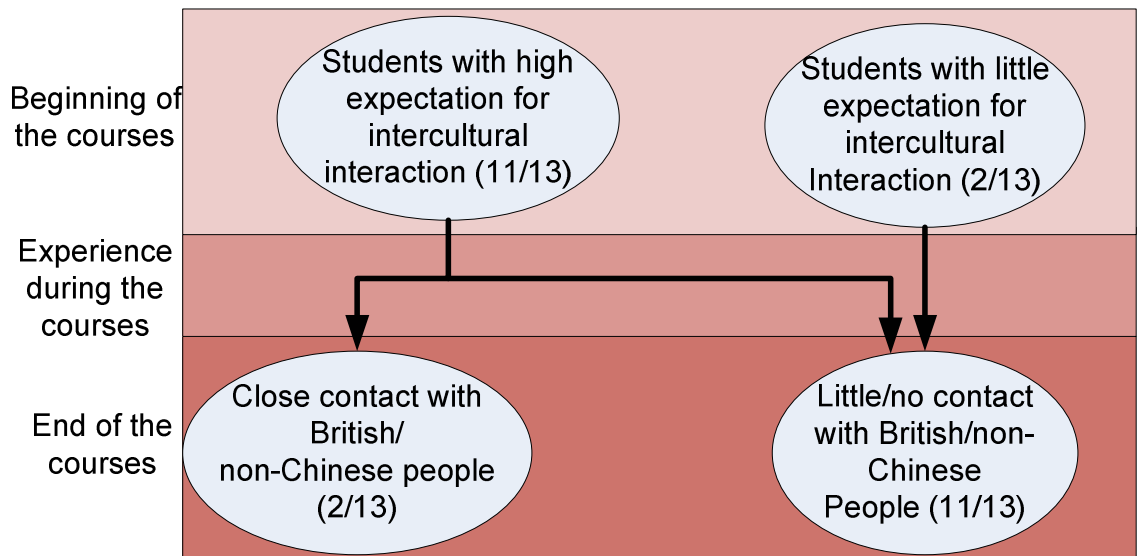 Beginning of
the courses
Students with high
expectation for
intercultural
interaction (11/13)
Students with little
expectation for
intercultural
Interaction (2/13)
Experience
during the
courses
End of the
courses
Close contact with
British/
non-Chinese people
(2/13)
Little/no contact
with British/non-
Chinese
People (11/13)